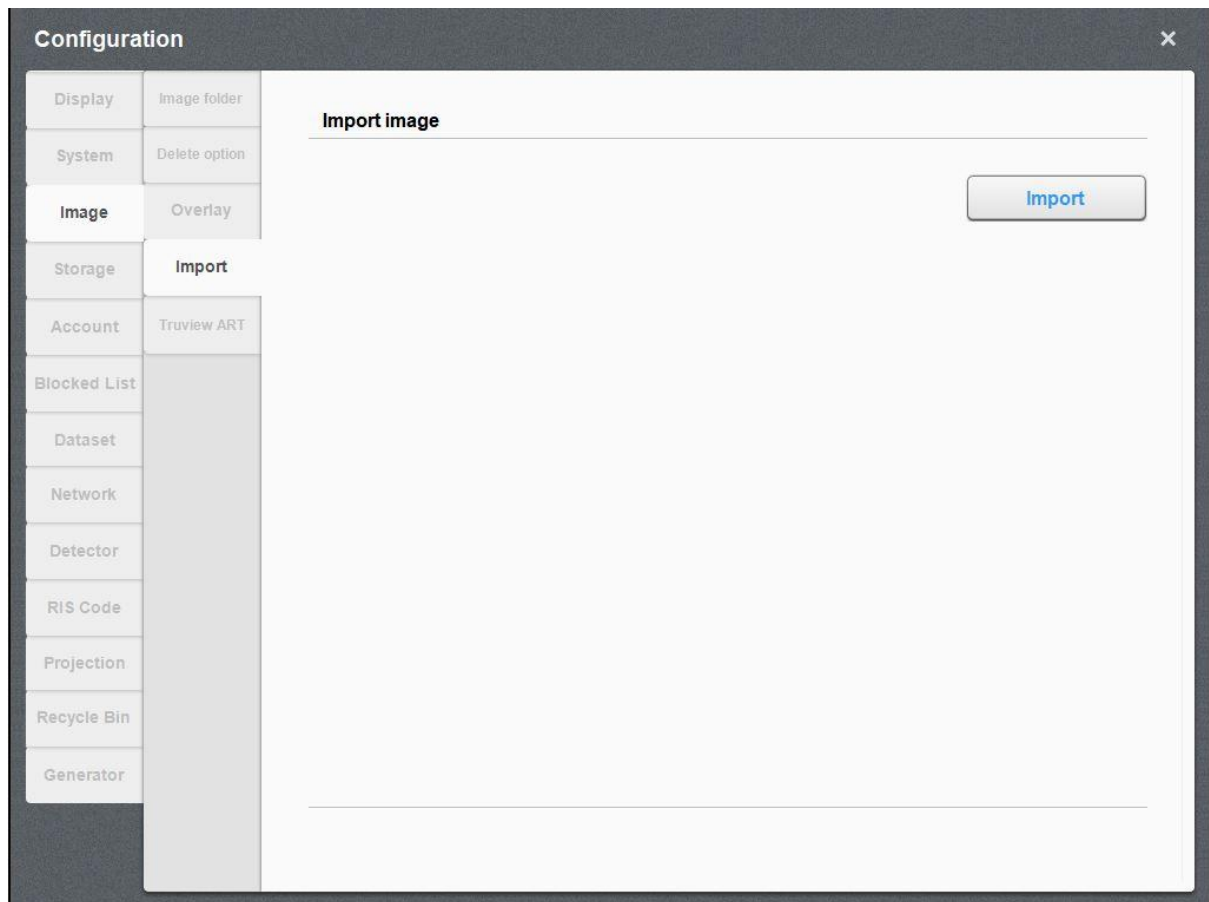 Configuration
×
Display
System
Image
Storage
Account
Blocked List
Dataset
Network
Detector
RIS Code
Projection
Recycle Bin
Generator
Image folder
Delete option
Overlay
Import
Truview ART
Import image
Import